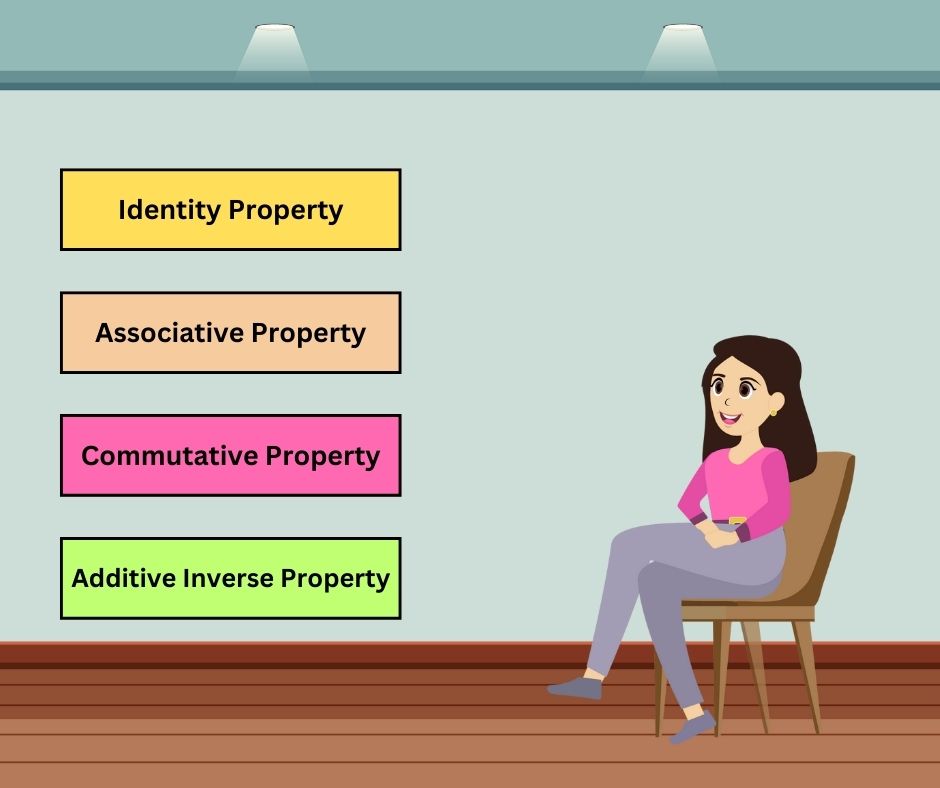 Identity Property
Associative Property
Commutative Property
Additive Inverse Property